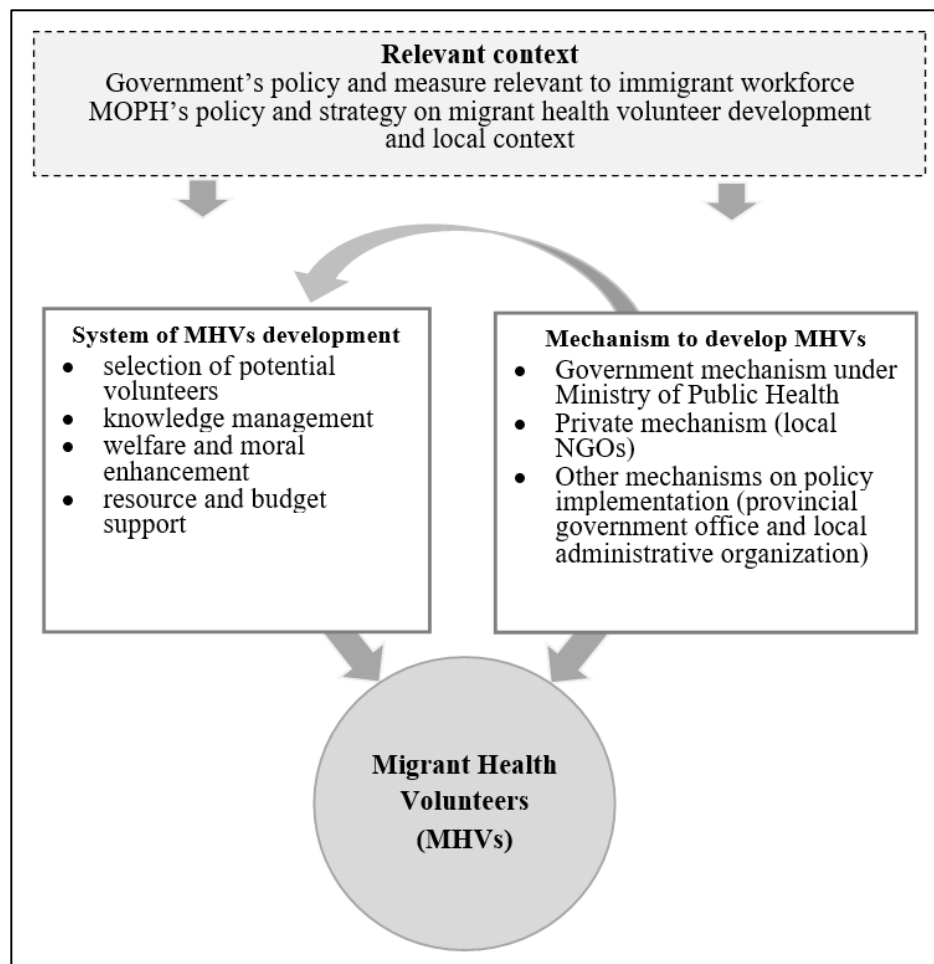 Relevant context
Government's policy and measure relevant to immigrant workforce
MOPH's policy and strategy on migrant health volunteer development
and local context
System of MHVs development
• selection of potential
volunteers
• knowledge management
• welfare and moral
enhancement
• resource and budget
support
Mechanism to develop MHVs
• Government mechanism under
Ministry of Public Health
• Private mechanism (local
NGOs)
• Other mechanisms on policy
implementation (provincial
government office and local
administrative organization)
Migrant Health
Volunteers
(MHVs)